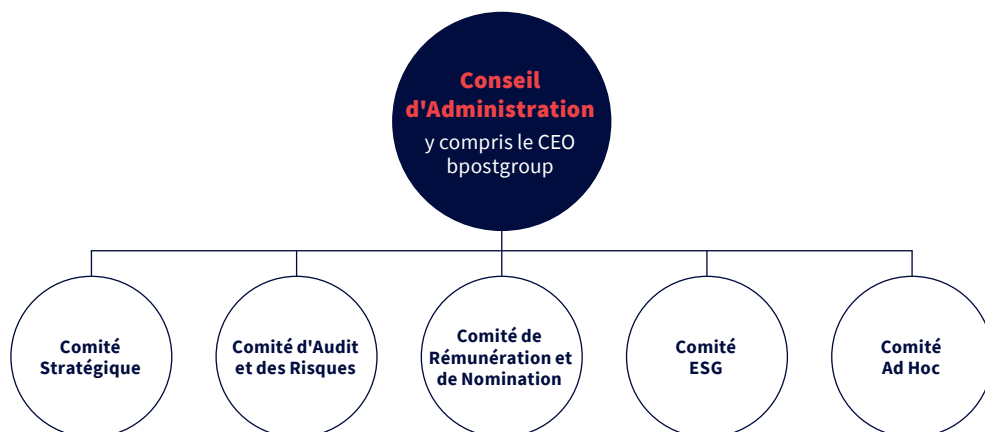 Conseil
d'Administration
y compris le CEO
bpostgroup
Comité
Stratégique
Comité d'Audit
et des Risques
Comité de
Rémunération et
de Nomination
Comité
ESG
Comité
Ad Hoc